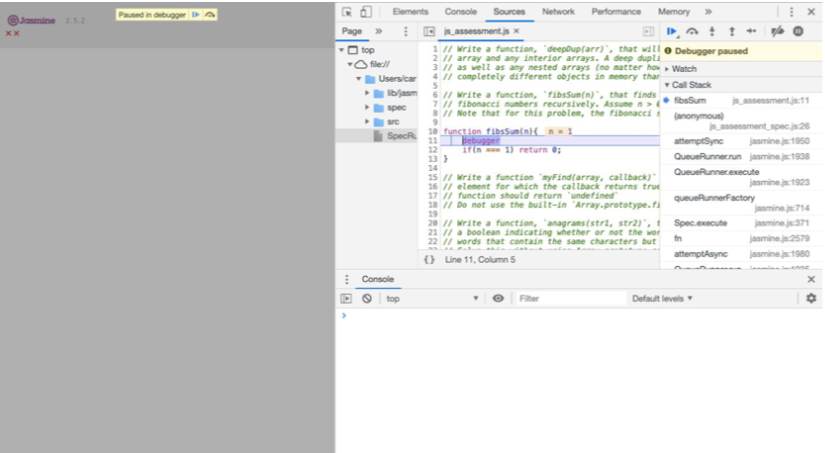 Jasmine 2.5.2
××
Paused in debugger
Elements Console Sources Network Performance Memory »
Page »
js_assessment.js ×
top
file://
Users/car
lib/jasm
spec
src
SpecRu
1 // Write a function, `deepDup(arr)`, that will
2 // array and any interior arrays. A deep dupli
3 // as well as any nested arrays (no matter how
4 // completely different objects in memory than
5
6 // Write a function, `fibsSum(n)`, that finds
7 // fibonacci numbers recursively. Assume n > 0
8 // Note that for this problem, the fibonacci s
9
10 function fibsSum(n){ n = 1
11 debugger
12 if(n === 1) return 0;
13 }
14
15 // Write a function `myFind(array, callback)`
16 // element for which the callback returns true
17 // function should return `undefined`
18 // Do not use the built-in `Array.prototype.fi
19
20 // Write a function, `anagrams(str1, str2)`, t
21 // a boolean indicating whether or not the wor
22 // words that contain the same characters but
{} Line 11, Column 5
Debugger paused
Watch
Call Stack
fibsSum js_assessment.js:11
(anonymous)
js_assessment_spec.js:26
attemptSync jasmine.js:1950
QueueRunner.run jasmine.js:1938
QueueRunner.execute
jasmine.js:1923
queueRunnerFactory
jasmine.js:714
Spec.execute jasmine.js:371
fn jasmine.js:2579
attemptAsync jasmine.js:1980
Console ×
top Filter Default levels